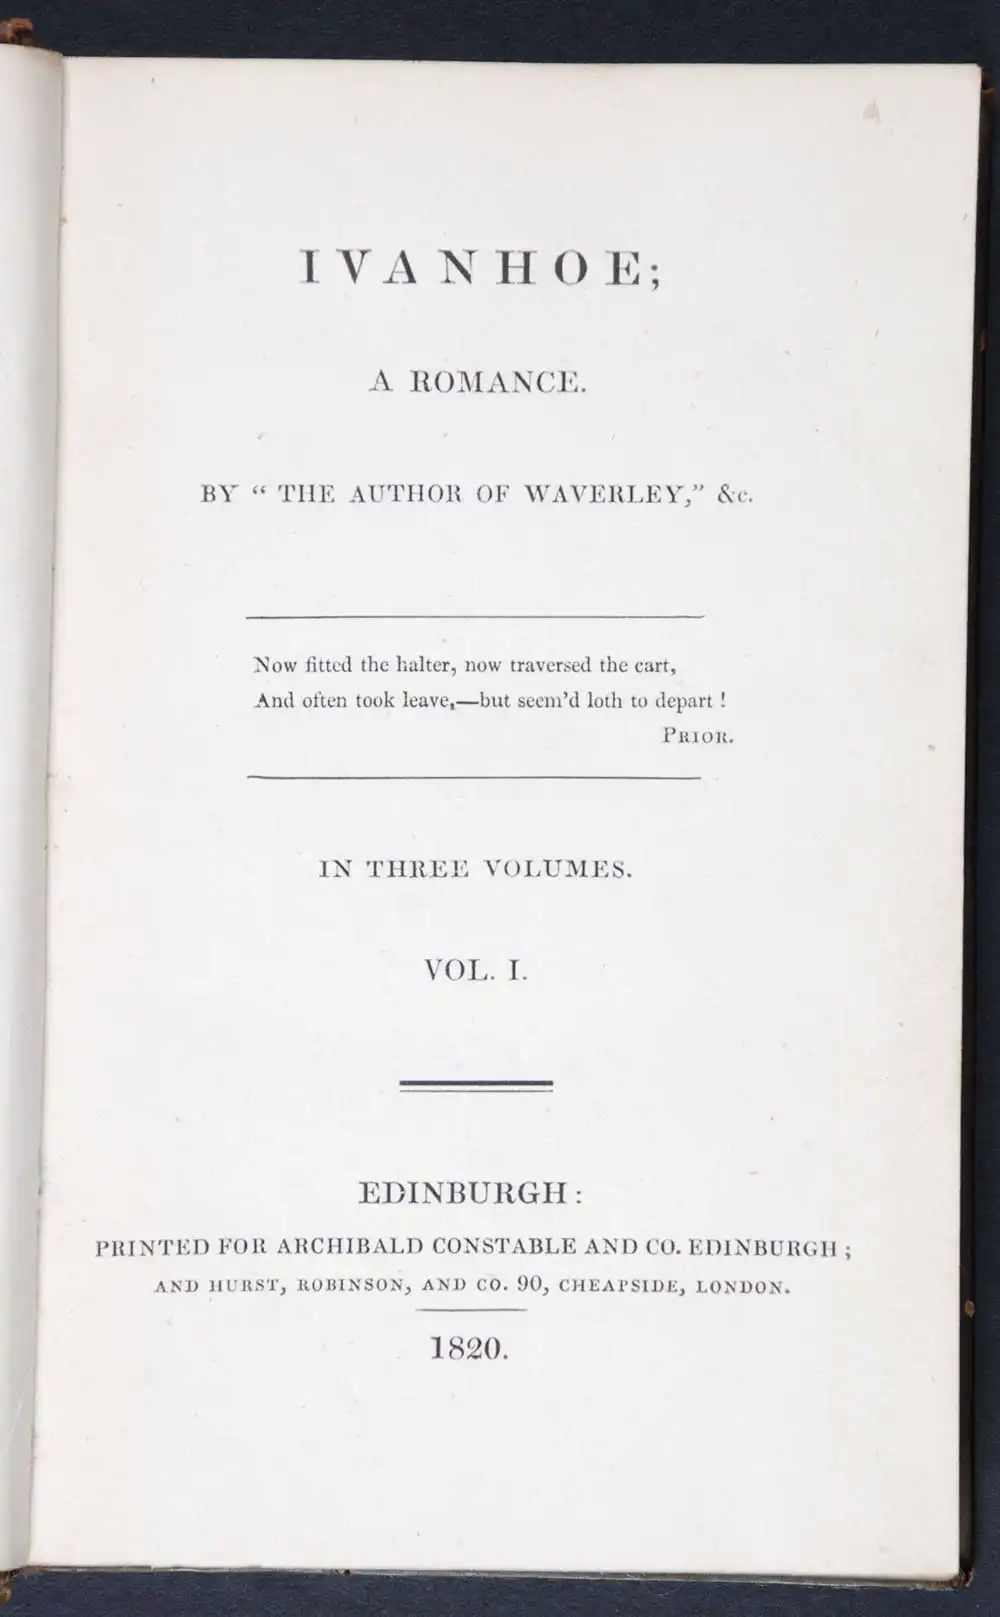 IVANHOE;
A ROMANCE.
BY " THE AUTHOR OF WAVERLEY," &c.
Now fitted the halter, now traversed the cart,
And often took leave,—but seem'd loth to depart !
PRIOR.
IN THREE VOLUMES.
VOL. I.
EDINBURGH :
PRINTED FOR ARCHIBALD CONSTABLE AND CO. EDINBURGH ;
AND HURST, ROBINSON, AND CO. 90, CHEAPSIDE, LONDON.
1820.